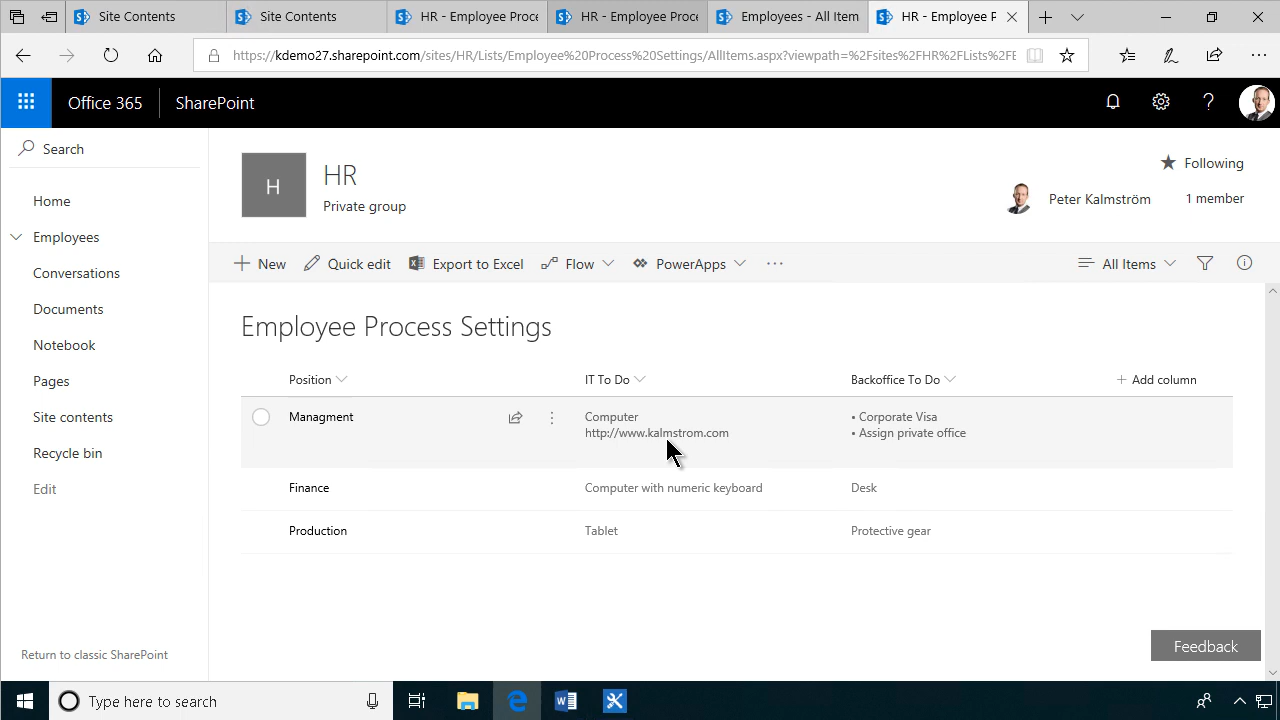 Site Contents
Site Contents
HR - Employee Proce
HR - Employee Proce
Employees - All Item
HR - Employee P
https://kdemo27.sharepoint.com/sites/HR/Lists/Employee%20Process%20Settings/AllItems.aspx?viewpath=%2Fsites%2FHR%2FLists%2FE
Office 365
SharePoint
Search
Home
Employees
Conversations
Documents
Notebook
Pages
Site contents
Recycle bin
Edit
Return to classic SharePoint
H
HR
Private group
Following
Peter Kalmström
1 member
New
Quick edit
Export to Excel
Flow
PowerApps
All Items
Employee Process Settings
Position
IT To Do
Backoffice To Do
Add column
Managment
Computer
http://www.kalmstrom.com
• Corporate Visa
• Assign private office
Finance
Computer with numeric keyboard
Desk
Production
Tablet
Protective gear
Feedback
Type here to search